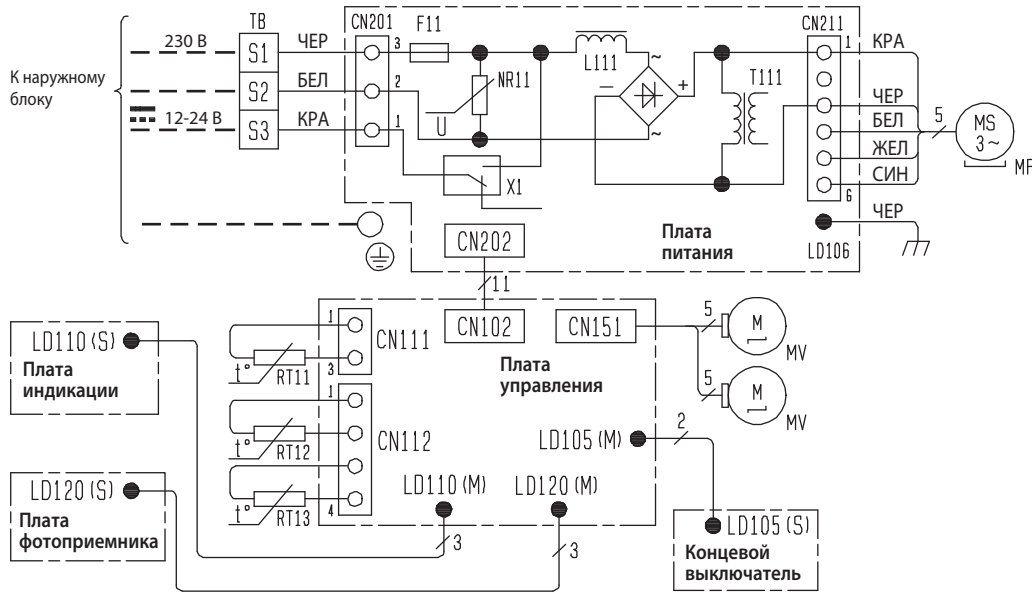 К наружному
блоку
230 В
12-24 В
TB
S1
S2
S3
ЧЕР
БЕЛ
КРА
CN201
3
2
1
F11
NR11
U
X1
L111
~
–
+
~
T111
CN211
1
6
КРА
ЧЕР
БЕЛ
ЖЕЛ
СИН
ЧЕР
5
MS
3~
MF
LD106
Плата
питания
CN202
11
CN102
CN151
Плата
управления
5
M
MV
5
M
MV
CN111
1
3
t°
RT11
CN112
1
4
t°
RT12
t°
RT13
LD110 (S)
Плата
индикации
LD120 (S)
Плата
фотоприемника
LD110 (M)
LD120 (M)
3
3
LD105 (M)
2
LD105 (S)
Концевой
выключатель